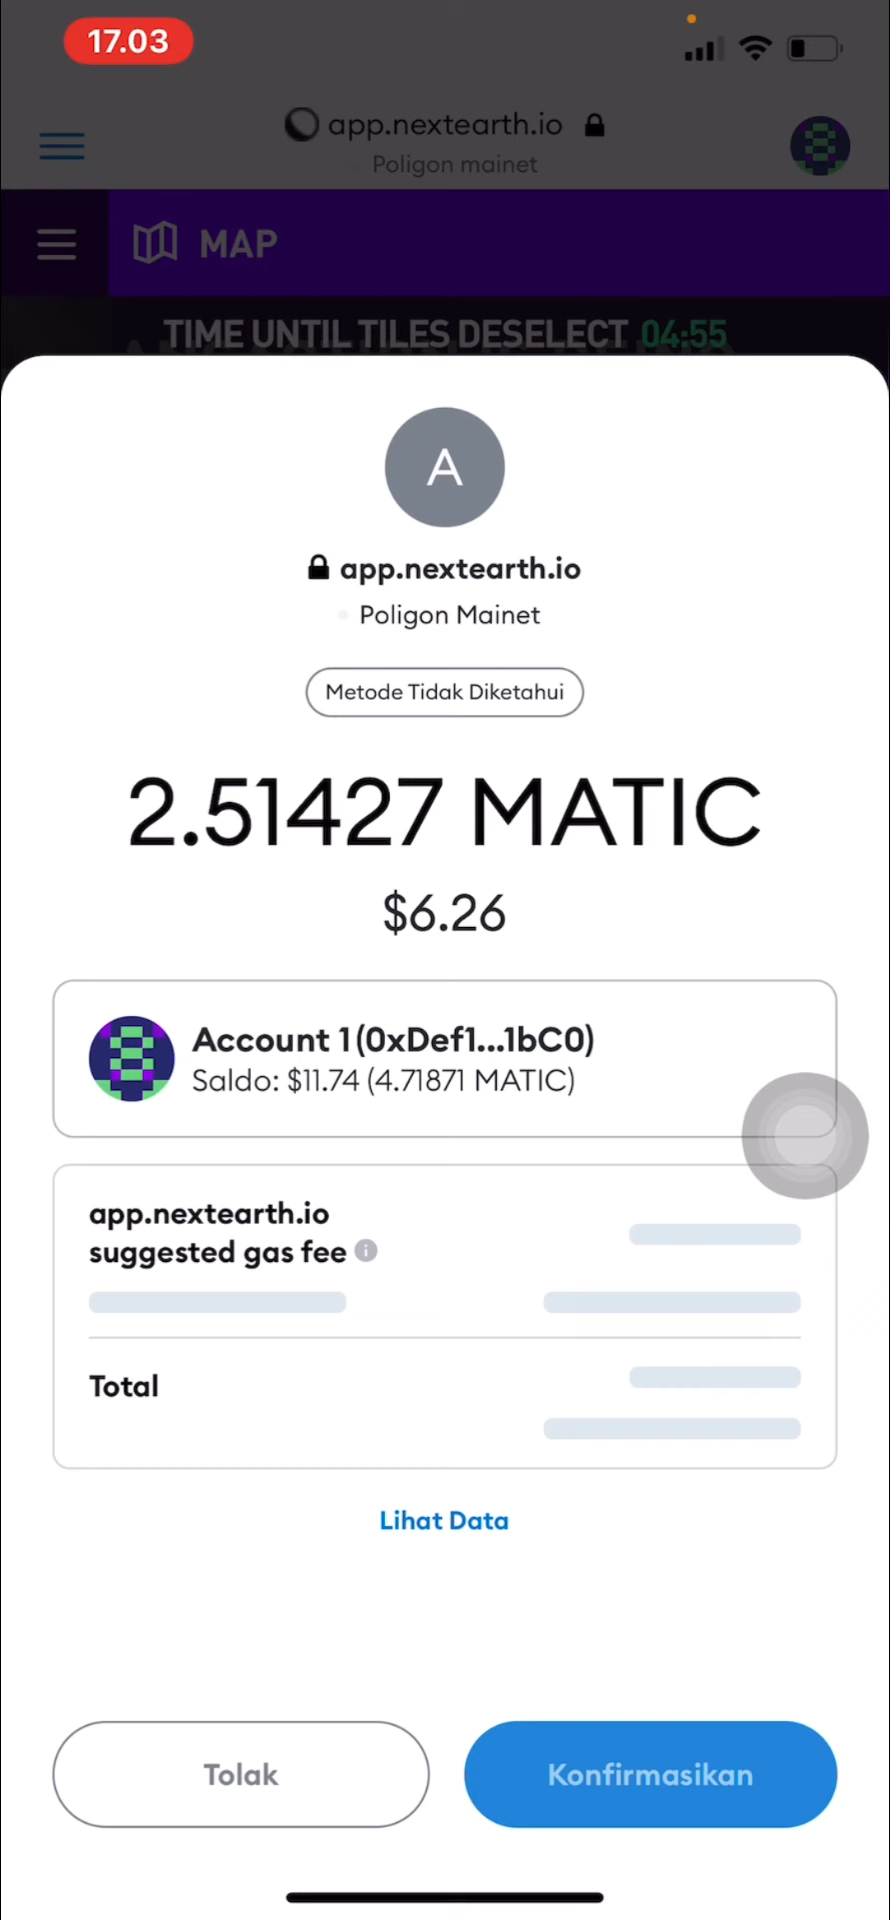 17.03
app.nextearth.io
Poligon mainet
MAP
TIME UNTIL TILES DESELECT 04:55
A
app.nextearth.io
Poligon Mainet
Metode Tidak Diketahui
2.51427 MATIC
$6.26
Account 1 (0xDef1...1bC0)
Saldo: $11.74 (4.71871 MATIC)
app.nextearth.io
suggested gas fee
Total
Lihat Data
Tolak
Konfirmasikan